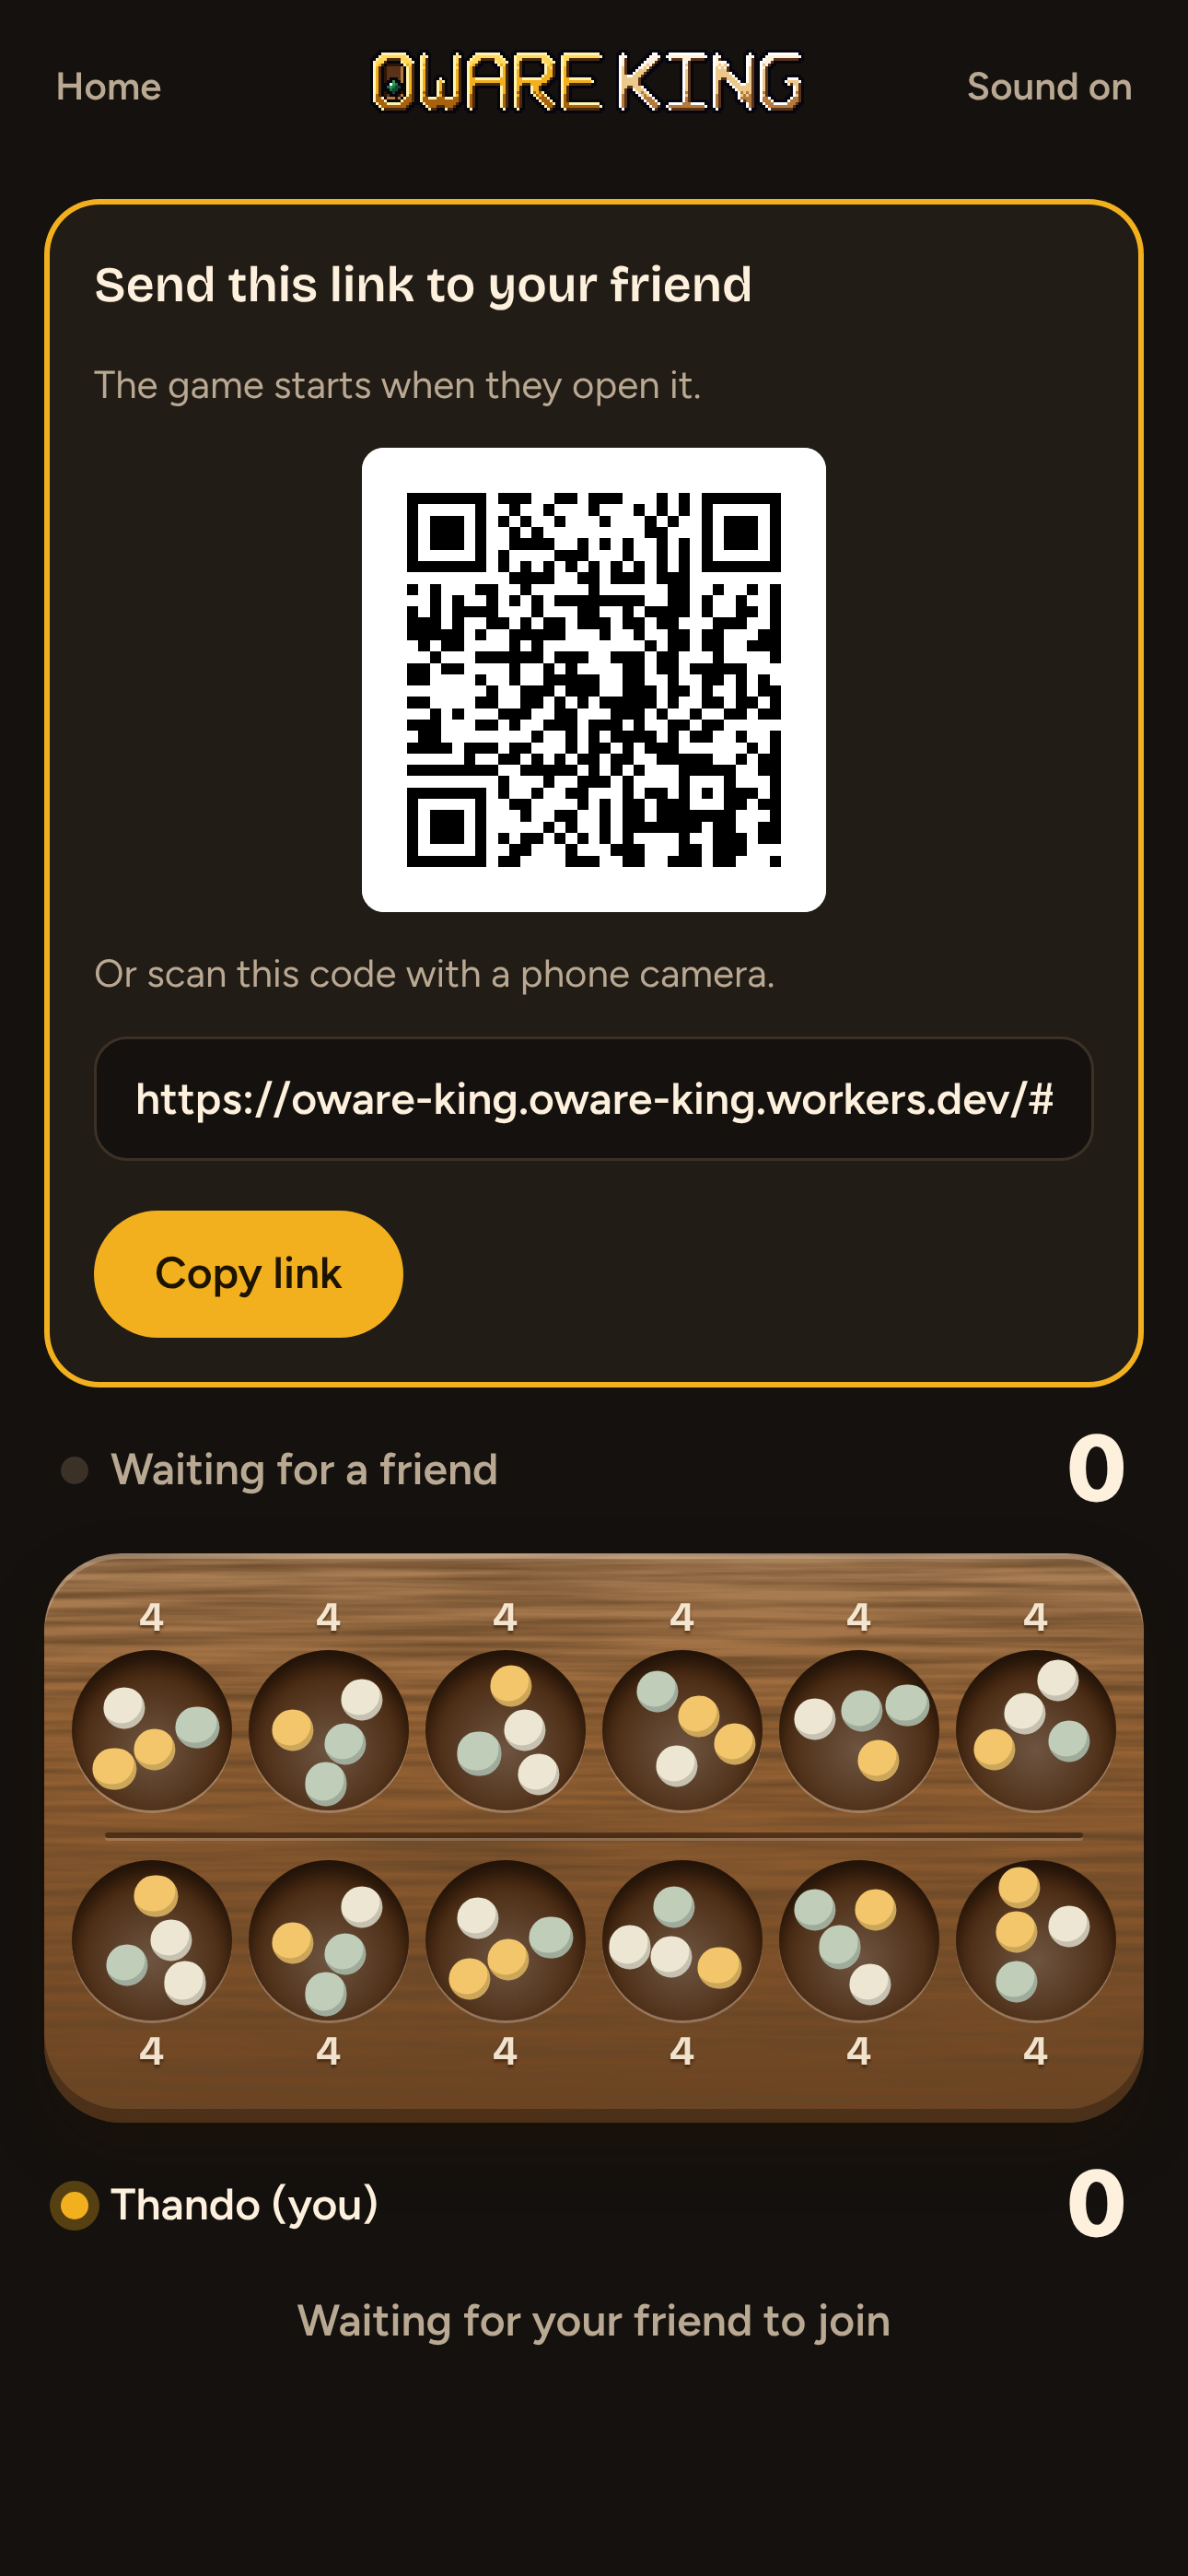 Home
OWARE KING
Sound on
Send this link to your friend
The game starts when they open it.
Or scan this code with a phone camera.
https://oware-king.oware-king.workers.dev/#
Copy link
Waiting for a friend
0
4 4 4 4 4 4
4 4 4 4 4 4
Thando (you)
0
Waiting for your friend to join